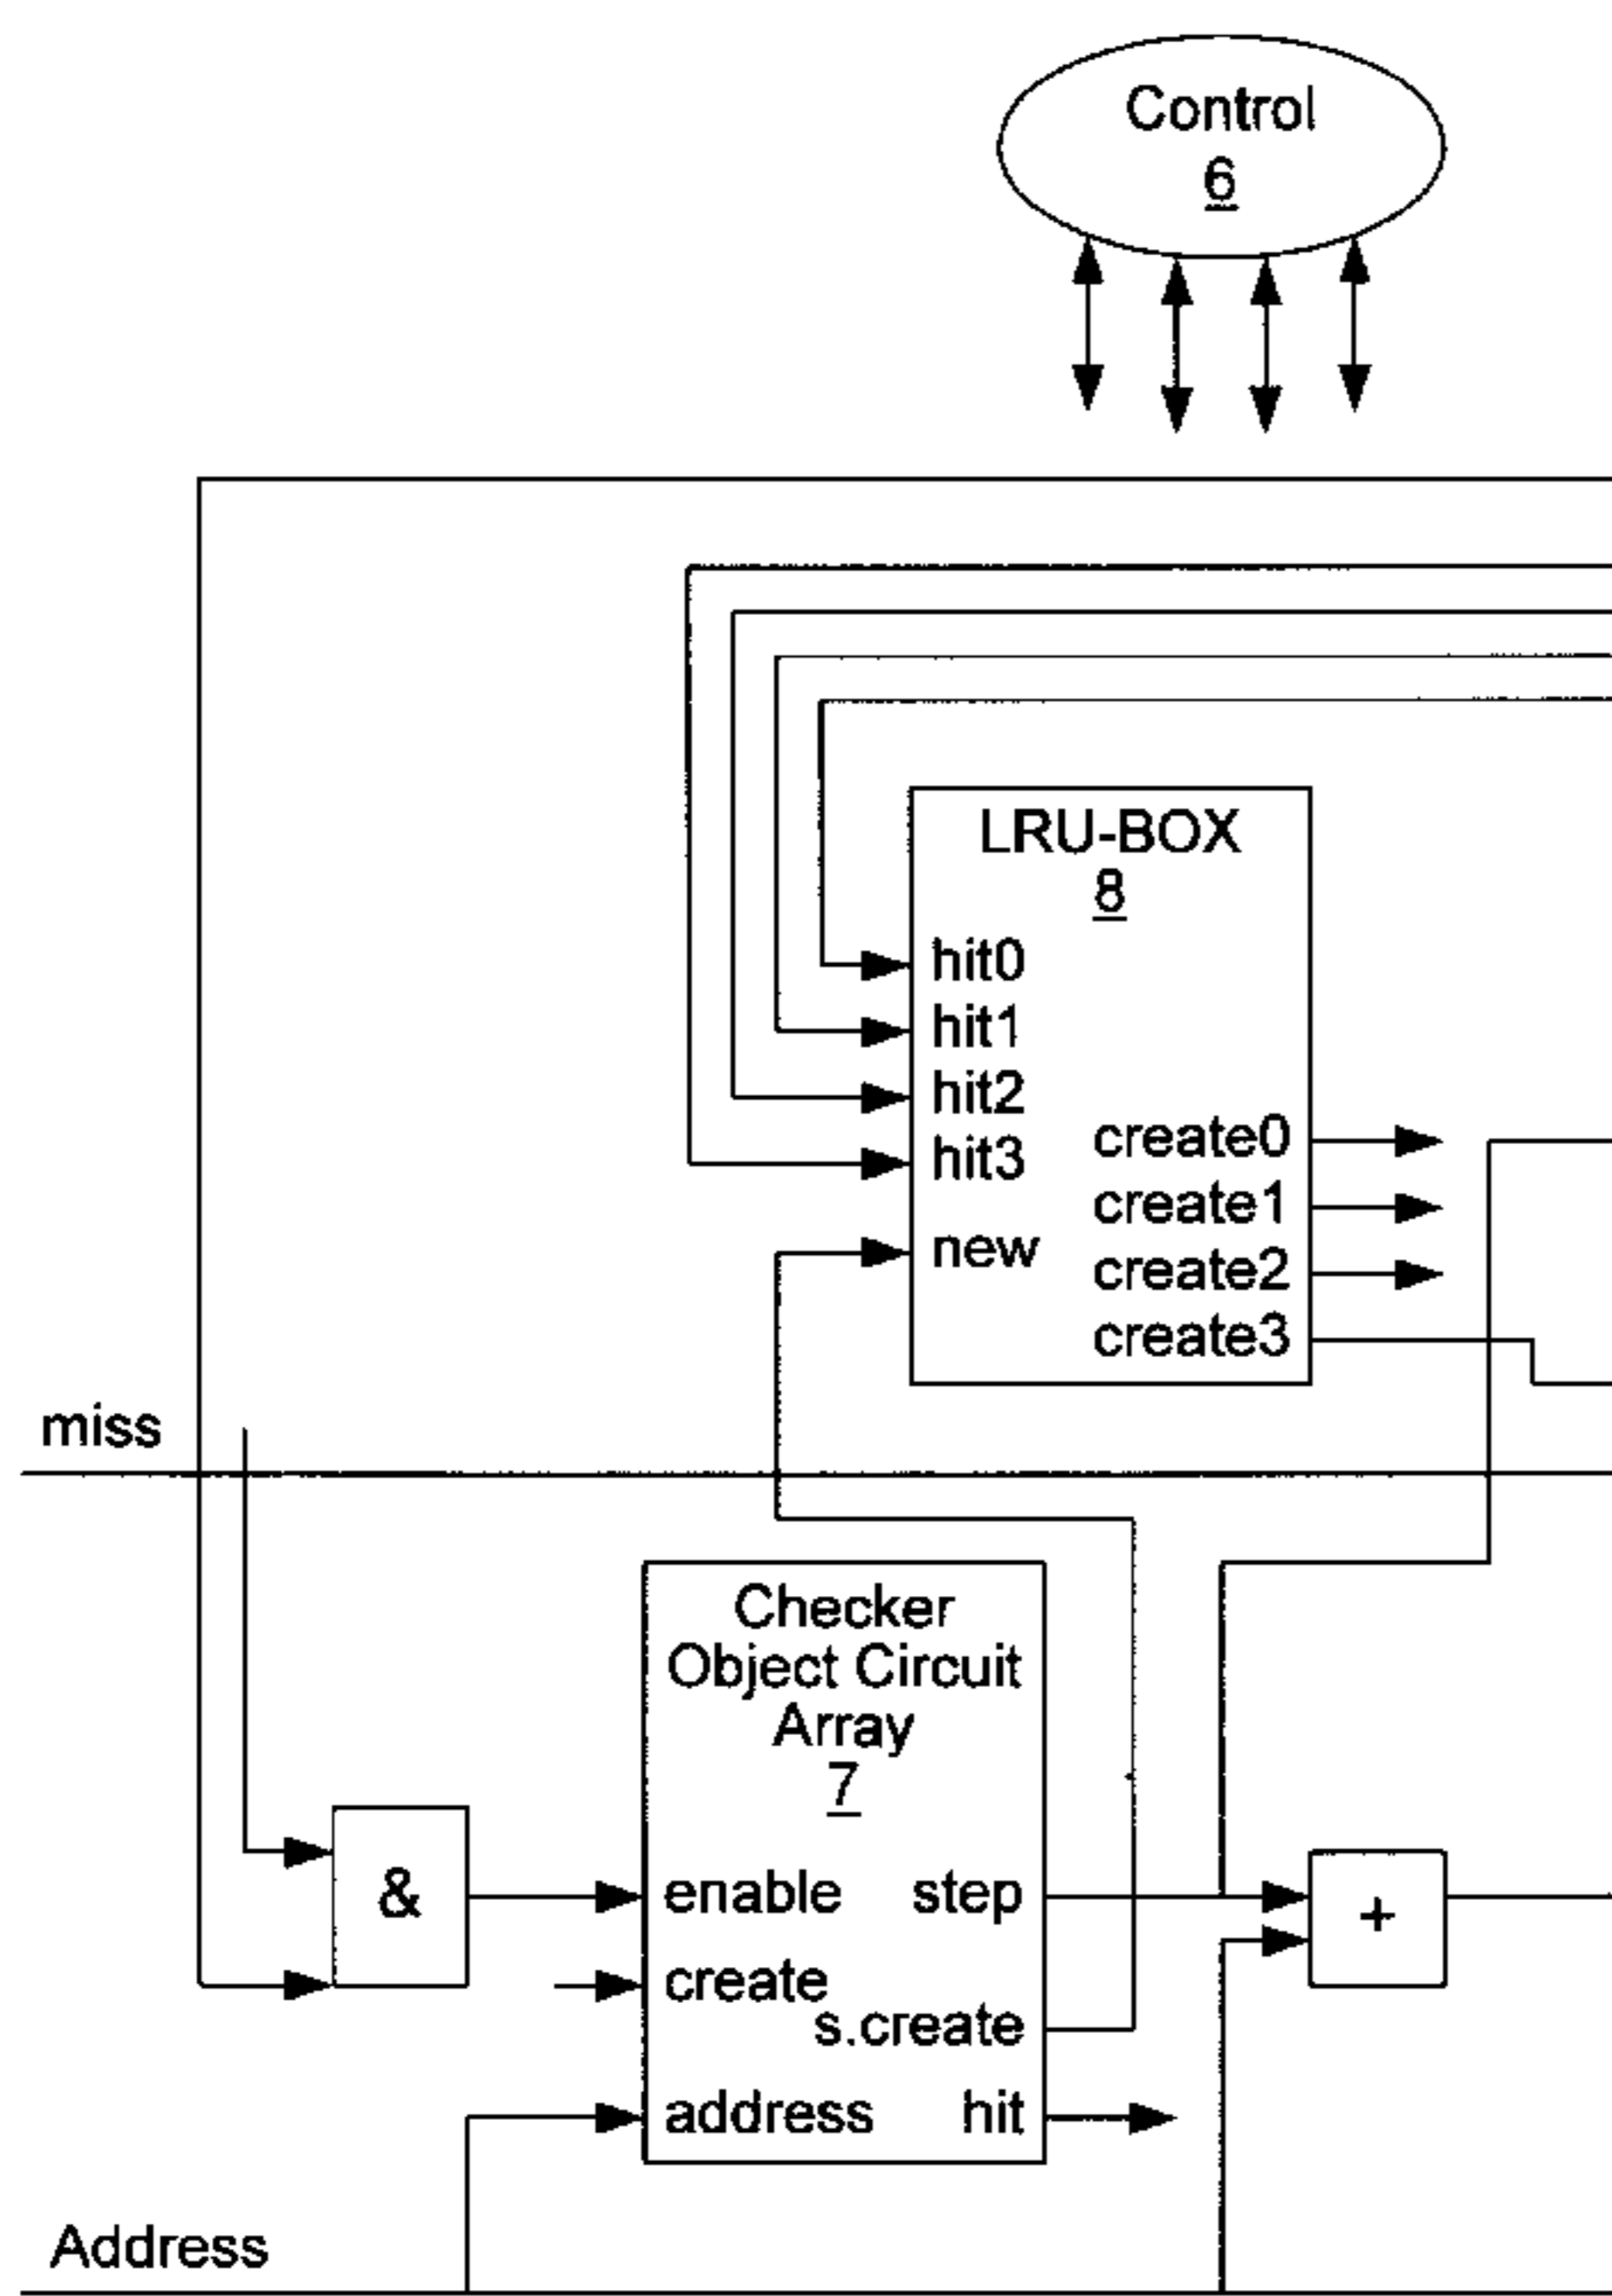 Control
6
LRU-BOX
8
hit0
hit1
hit2
hit3
new
create0
create1
create2
create3
miss
Checker
Object Circuit
Array
7
&
enable
step
+
create
s.create
address
hit
Address